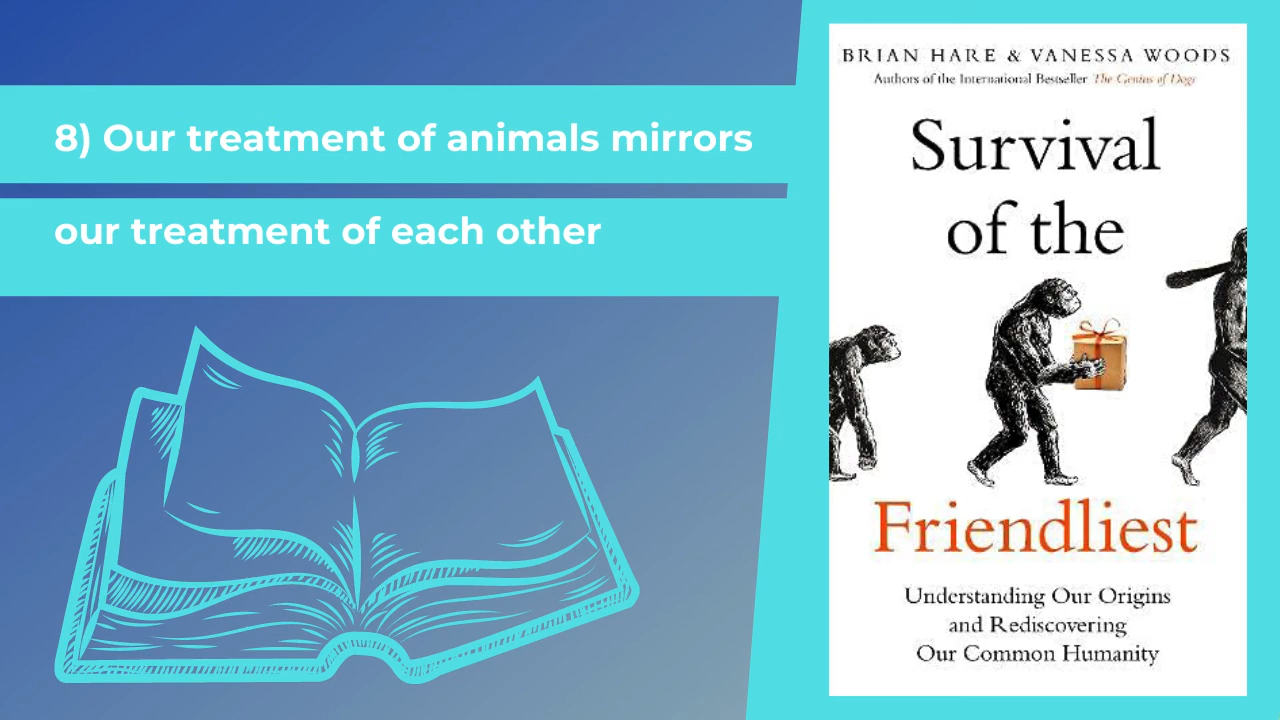 8) Our treatment of animals mirrors
our treatment of each other
BRIAN HARE & VANESSA WOODS
Authors of the International Bestseller The Genius of Dogs
Survival
of the
Friendliest
Understanding Our Origins
and Rediscovering
Our Common Humanity